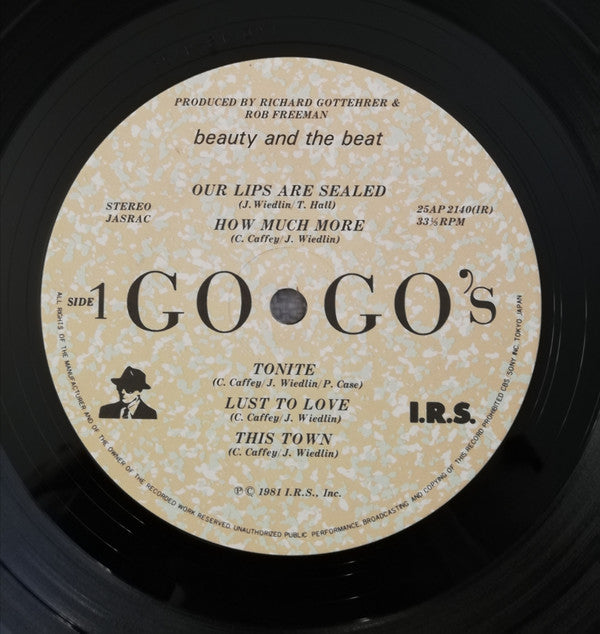 PRODUCED BY RICHARD GOTTEHRER &
ROB FREEMAN
beauty and the beat
OUR LIPS ARE SEALED
(J. Wiedlin/T. Hall)
STEREO
JASRAC
25AP 2140(IR)
33⅓RPM
HOW MUCH MORE
(C. Caffey/J. Wiedlin)
SIDE 1 GO GO's
TONITE
(C. Caffey/J. Wiedlin/P. Case)
LUST TO LOVE
(C. Caffey/J. Wiedlin)
I.R.S.
THIS TOWN
(C. Caffey/J. Wiedlin)
Ⓟ © 1981 I.R.S., Inc.
ALL RIGHTS OF THE MANUFACTURER AND OF THE OWNER OF THE RECORDED WORK RESERVED. UNAUTHORIZED PUBLIC PERFORMANCE, BROADCASTING AND COPYING OF THIS RECORD PROHIBITED CBS/SONY INC. TOKYO JAPAN